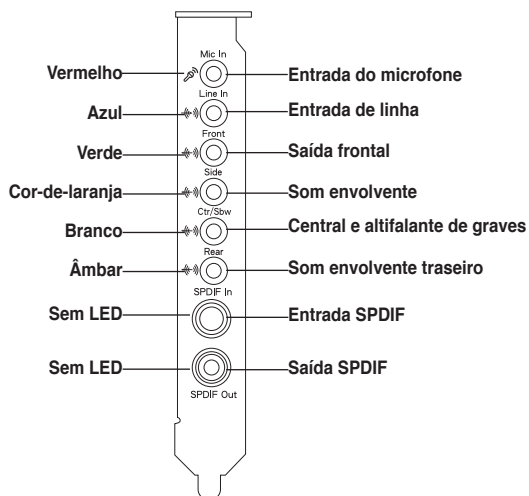 Mic In
Vermelho
Entrada do microfone
Line In
Azul
Entrada de linha
Front
Verde
Saída frontal
Side
Cor-de-laranja
Som envolvente
Ctr/Sbw
Branco
Central e altifalante de graves
Rear
Âmbar
Som envolvente traseiro
SPDIF In
Sem LED
Entrada SPDIF
Sem LED
Saída SPDIF
SPDIF Out